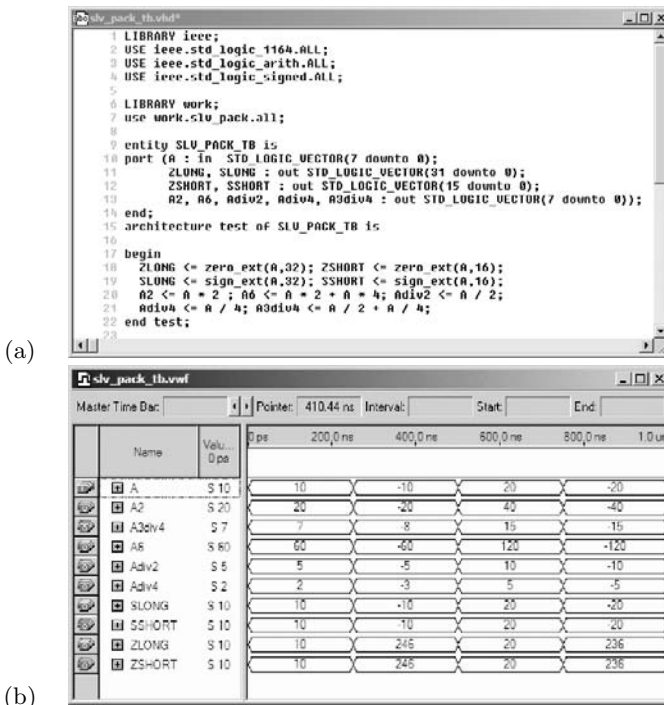 slv_pack_tb.vhd*
1 LIBRARY ieee;
2 USE ieee.std_logic_1164.ALL;
3 USE ieee.std_logic_arith.ALL;
4 USE ieee.std_logic_signed.ALL;
5
6 LIBRARY work;
7 use work.slv_pack.all;
8
9 entity SLV_PACK_TB is
10 port (A : in STD_LOGIC_VECTOR(7 downto 0);
11 ZLONG, SLONG : out STD_LOGIC_VECTOR(31 downto 0);
12 ZSHORT, SSHORT : out STD_LOGIC_VECTOR(15 downto 0);
13 A2, A6, Adiv2, Adiv4, A3div4 : out STD_LOGIC_VECTOR(7 downto 0));
14 end;
15 architecture test of SLV_PACK_TB is
16
17 begin
18 ZLONG <= zero_ext(A,32); ZSHORT <= zero_ext(A,16);
19 SLONG <= sign_ext(A,32); SSHORT <= sign_ext(A,16);
20 A2 <= A * 2 ; A6 <= A * 2 + A * 4; Adiv2 <= A / 2;
21 Adiv4 <= A / 4; A3div4 <= A / 2 + A / 4;
22 end test;
23
(a)
slv_pack_tb.vwf
Master Time Bar: Pointer: 410.44 ns Interval: Start: End:
Name Valu... 0 ps 0 ps 200,0 ns 400,0 ns 600,0 ns 800,0 ns 1.0 us
A S 10 10 -10 20 -20
A2 S 20 20 -20 40 -40
A3div4 S 7 7 -8 15 -15
A6 S 60 60 -60 120 -120
Adiv2 S 5 5 -5 10 -10
Adiv4 S 2 2 -3 5 -5
SLONG S 10 10 -10 20 -20
SSHORT S 10 10 -10 20 -20
ZLONG S 10 10 246 20 236
ZSHORT S 10 10 246 20 236
(b)